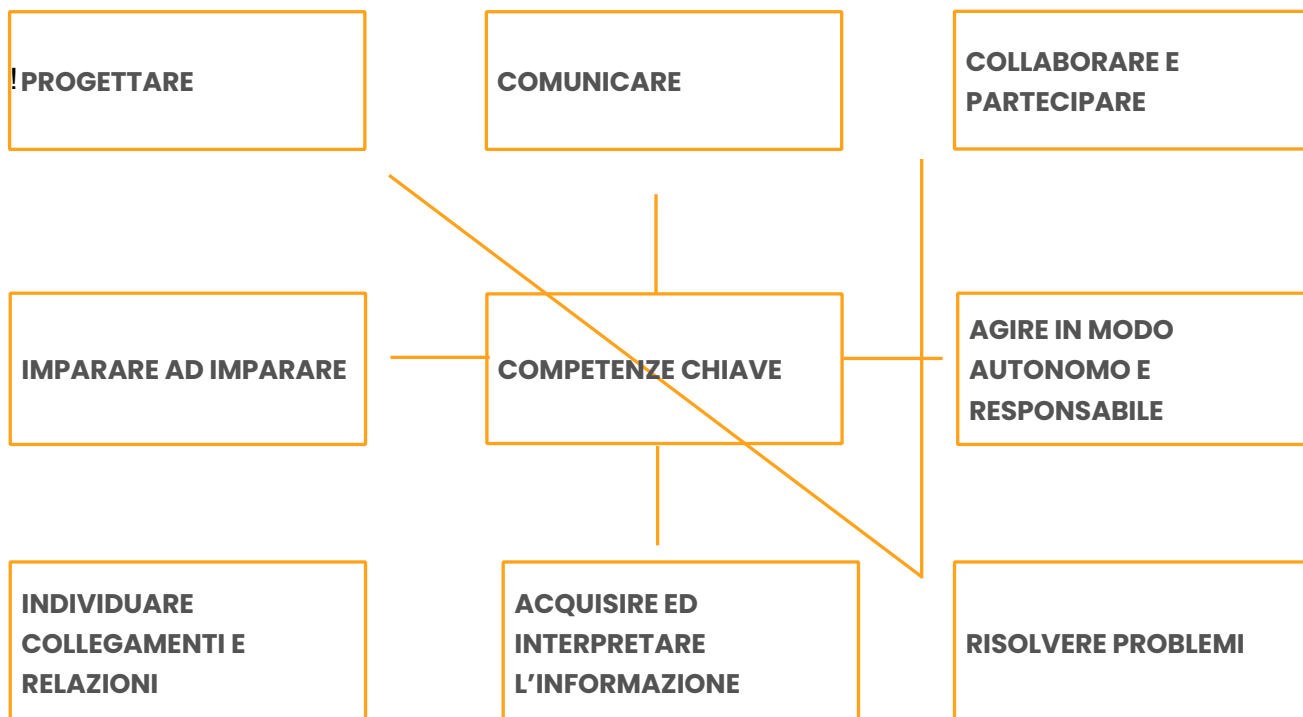 !PROGETTARE
COMUNICARE
COLLABORARE E
PARTECIPARE
IMPARARE AD IMPARARE
COMPETENZE CHIAVE
AGIRE IN MODO
AUTONOMO E
RESPONSABILE
INDIVIDUARE
COLLEGAMENTI E
RELAZIONI
ACQUISIRE ED
INTERPRETARE
L’INFORMAZIONE
RISOLVERE PROBLEMI